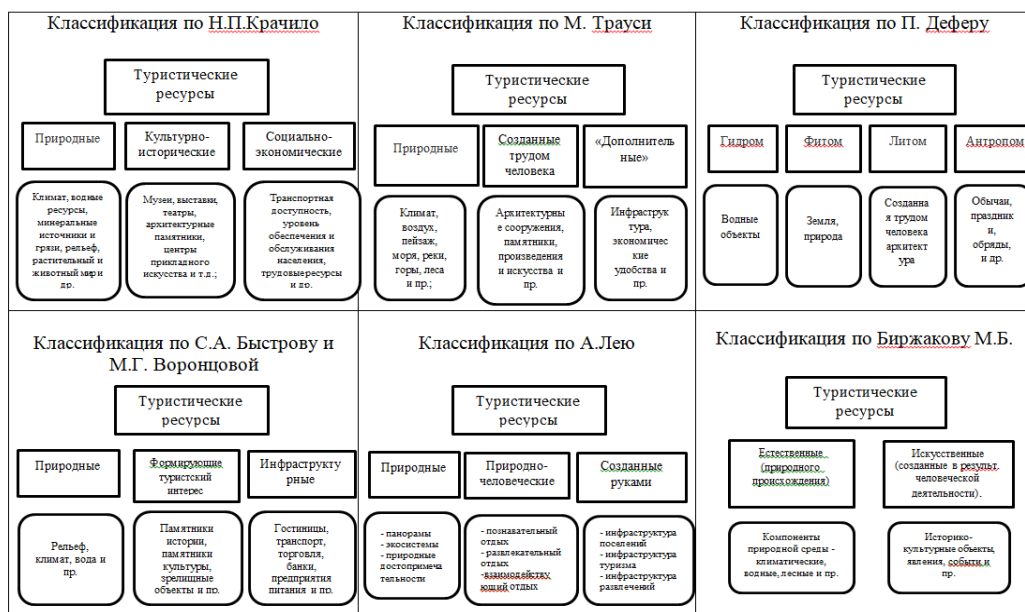 Классификация по Н.П.Крачило
Туристические
ресурсы
Природные
Культурно-
исторические
Социально-
экономические
Климат, водные
ресурсы,
минеральные
источники и
грязи, рельеф,
растительный и
животный мир и
др.
Музеи, выставки,
театры,
архитектурные
памятники,
центры
прикладного
искусства и т.д.;
Транспортная
доступность,
уровень
обеспечения и
обслуживания
населения,
трудовыересурсы
и др.
Классификация по М. Трауси
Туристические
ресурсы
Природные
Созданные
трудом
человека
«Дополнитель
ные»
Климат,
воздух,
пейзаж,
моря, реки,
горы, леса
и пр.;
Архитектурны
е сооружения,
памятники,
произведения
и искусства и
пр.
Инфраструк
тура,
экономичес
кие
удобства и
пр.
Классификация по П. Деферу
Туристические
ресурсы
Гидром
Фитом
Литом
Антропом
Водные
объекты
Земля,
природа
Созданна
я трудом
человека
архитект
ура
Обычаи,
праздник
и,
обряды,
и др.
Классификация по С.А. Быстрову и
М.Г. Воронцовой
Туристические
ресурсы
Природные
Формирующие
туристский
интерес
Инфраструкту
рные
Рельеф,
климат, вода и
пр.
Памятники
истории,
памятники
культуры,
зрелищные
объекты и пр.
Гостиницы,
транспорт,
торговля,
банки,
предприятия
питания и пр.
Классификация по А.Лею
Туристические
ресурсы
Природные
Природно-
человеческие
Созданные
руками
- панорамы
- экосистемы
- природные
достопримеча
тельности
- познавательный
отдых
- развлекательный
отдых
-взаимодейству
ющий отдых
- инфраструктура
поселений
- инфраструктура
туризма
- инфраструктура
развлечений
Классификация по Биржакову М.Б.
Туристические
ресурсы
Естественные
(природного
происхождения)
Искусственные
(созданные в результ.
человеческой
деятельности).
Компоненты
природной среды -
климатические,
водные, лесные и пр.
Историко-
культурные объекты,
явления, событи и
пр.